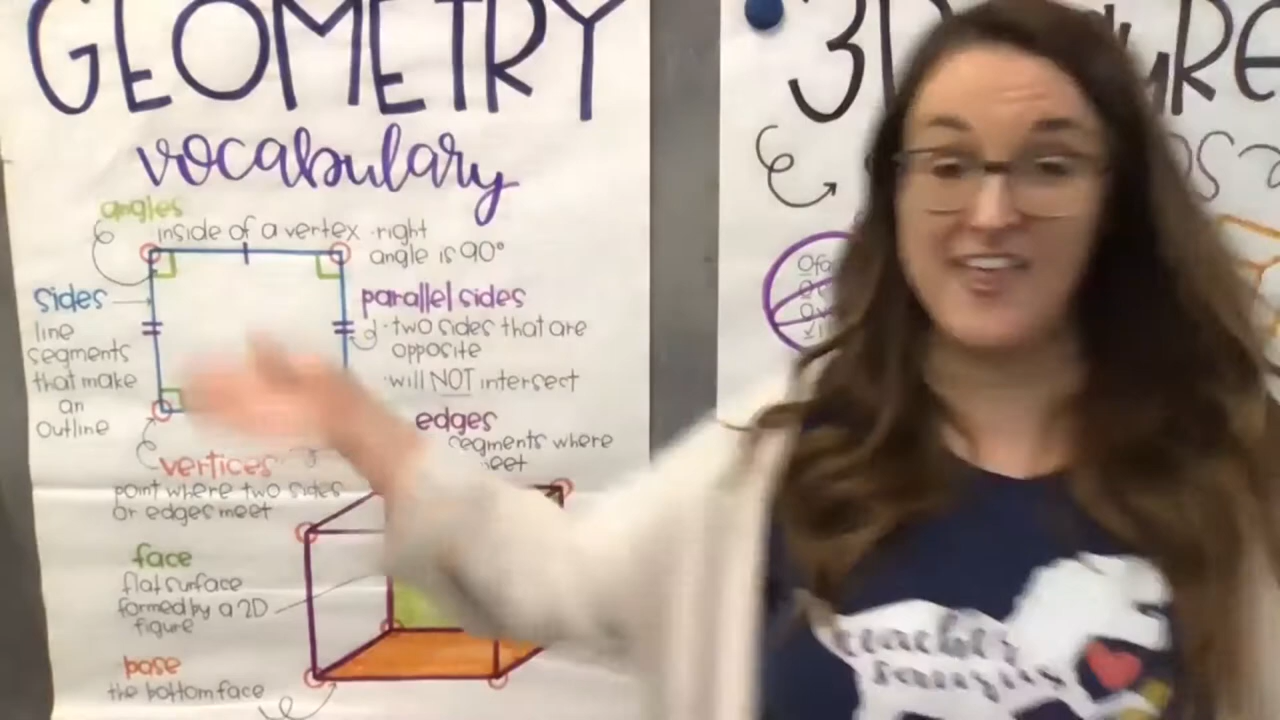 GEOMETRY
vocabulary
angles
inside of a vertex ·right
angle is 90°
sides
line
segments
that make
an
outline
parallel sides
·two sides that are
opposite
·will NOT intersect
edges
segments where
vertices
point where two sides
or edges meet
face
flat surface
formed by a 2D
figure
base
the bottom face
3D
teacher